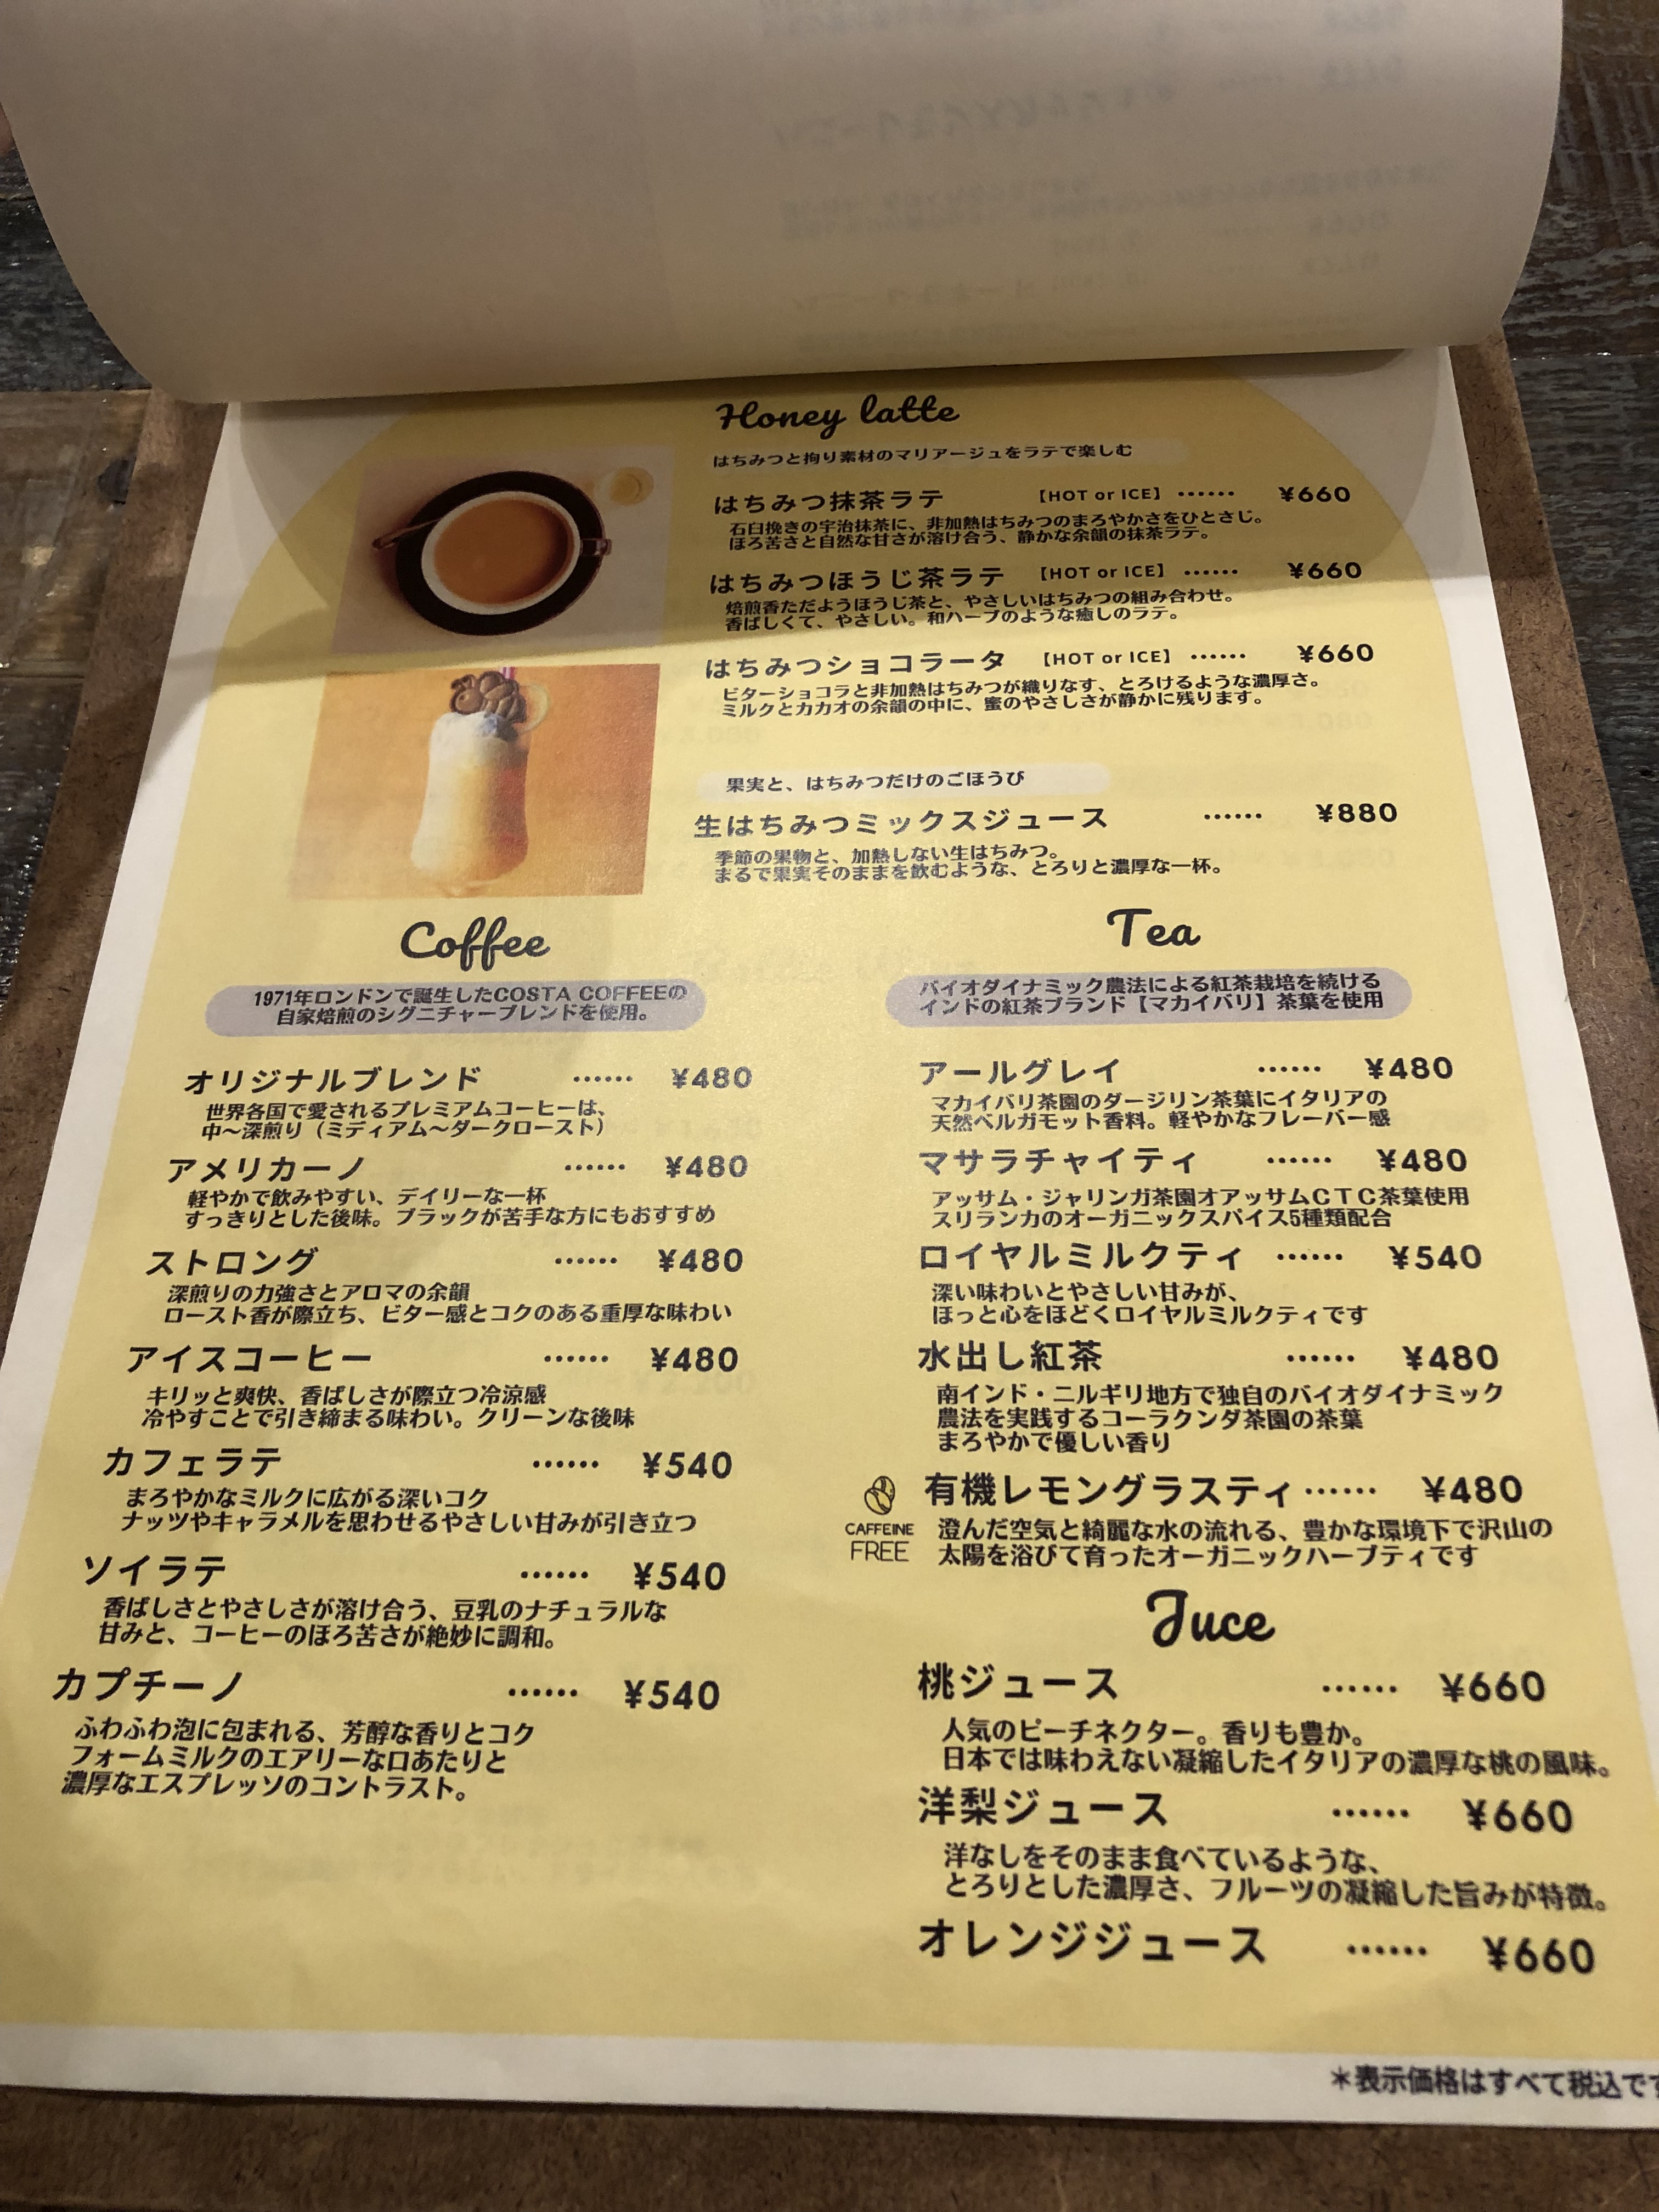 Honey latte
はちみつと拘り素材のマリアージュをラテで楽しむ
はちみつ抹茶ラテ 【HOT or ICE】 …… ¥660
石臼挽きの宇治抹茶に、非加熱はちみつのまろやかさをひとさじ。
ほろ苦さと自然な甘さが溶け合う、静かな余韻の抹茶ラテ。
はちみつほうじ茶ラテ 【HOT or ICE】 …… ¥660
焙煎香ただようほうじ茶と、やさしいはちみつの組み合わせ。
香ばしくて、やさしい。和ハーブのような癒しのラテ。
はちみつショコラータ 【HOT or ICE】 …… ¥660
ビターショコラと非加熱はちみつが織りなす、とろけるような濃厚さ。
ミルクとカカオの余韻の中に、蜜のやさしさが静かに残ります。
果実と、はちみつだけのごほうび
生はちみつミックスジュース …… ¥880
季節の果物と、加熱しない生はちみつ。
まるで果実そのままを飲むような、とろりと濃厚な一杯。
Coffee
1971年ロンドンで誕生したCOSTA COFFEEの
自家焙煎のシグニチャーブレンドを使用。
オリジナルブレンド …… ¥480
世界各国で愛されるプレミアムコーヒーは、
中〜深煎り（ミディアム〜ダークロースト）
アメリカーノ …… ¥480
軽やかで飲みやすい、デイリーな一杯
すっきりとした後味。ブラックが苦手な方にもおすすめ
ストロング …… ¥480
深煎りの力強さとアロマの余韻
ロースト香が際立ち、ビター感とコクのある重厚な味わい
アイスコーヒー …… ¥480
キリッと爽快、香ばしさが際立つ冷涼感
冷やすことで引き締まる味わい。クリーンな後味
カフェラテ …… ¥540
まろやかなミルクに広がる深いコク
ナッツやキャラメルを思わせるやさしい甘みが引き立つ
ソイラテ …… ¥540
香ばしさとやさしさが溶け合う、豆乳のナチュラルな
甘みと、コーヒーのほろ苦さが絶妙に調和。
カプチーノ …… ¥540
ふわふわ泡に包まれる、芳醇な香りとコク
フォームミルクのエアリーな口あたりと
濃厚なエスプレッソのコントラスト。
Tea
バイオダイナミック農法による紅茶栽培を続ける
インドの紅茶ブランド【マカイバリ】茶葉を使用
アールグレイ …… ¥480
マカイバリ茶園のダージリン茶葉にイタリアの
天然ベルガモット香料。軽やかなフレーバー感
マサラチャイティ …… ¥480
アッサム・ジャリンガ茶園オアッサムＣＴＣ茶葉使用
スリランカのオーガニックスパイス5種類配合
ロイヤルミルクティ …… ¥540
深い味わいとやさしい甘みが、
ほっと心をほどくロイヤルミルクティです
水出し紅茶 …… ¥480
南インド・ニルギリ地方で独自のバイオダイナミック
農法を実践するコーラクンダ茶園の茶葉
まろやかで優しい香り
有機レモングラスティ …… ¥480
CAFFEINE
FREE
澄んだ空気と綺麗な水の流れる、豊かな環境下で沢山の
太陽を浴びて育ったオーガニックハーブティです
Juce
桃ジュース …… ¥660
人気のピーチネクター。香りも豊か。
日本では味わえない凝縮したイタリアの濃厚な桃の風味。
洋梨ジュース …… ¥660
洋なしをそのまま食べているような、
とろりとした濃厚さ、フルーツの凝縮した旨みが特徴。
オレンジジュース …… ¥660
＊表示価格はすべて税込です